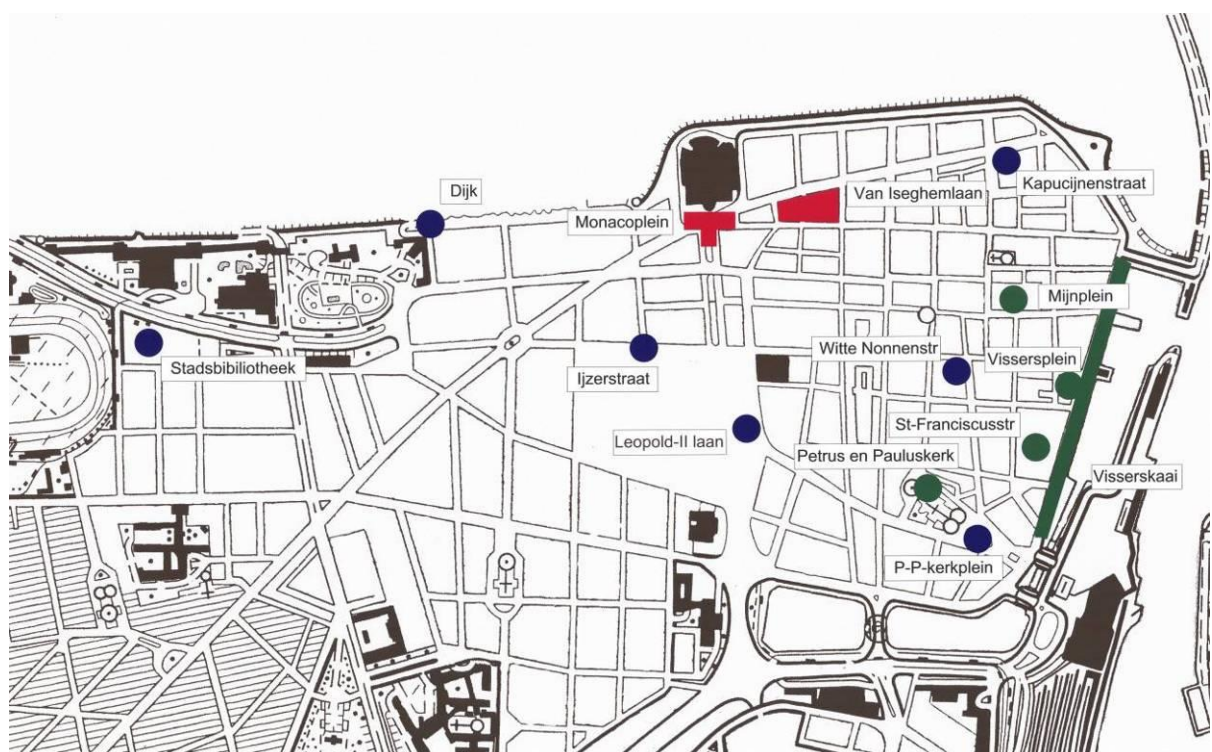 Dijk
Monacoplein
Van Iseghemlaan
Kapucijnenstraat
Mijnplein
Stadsbibiliotheek
Ijzerstraat
Witte Nonnenstr
Vissersplein
Leopold-II laan
St-Franciscusstr
Petrus en Pauluskerk
Visserskaai
P-P-kerkplein